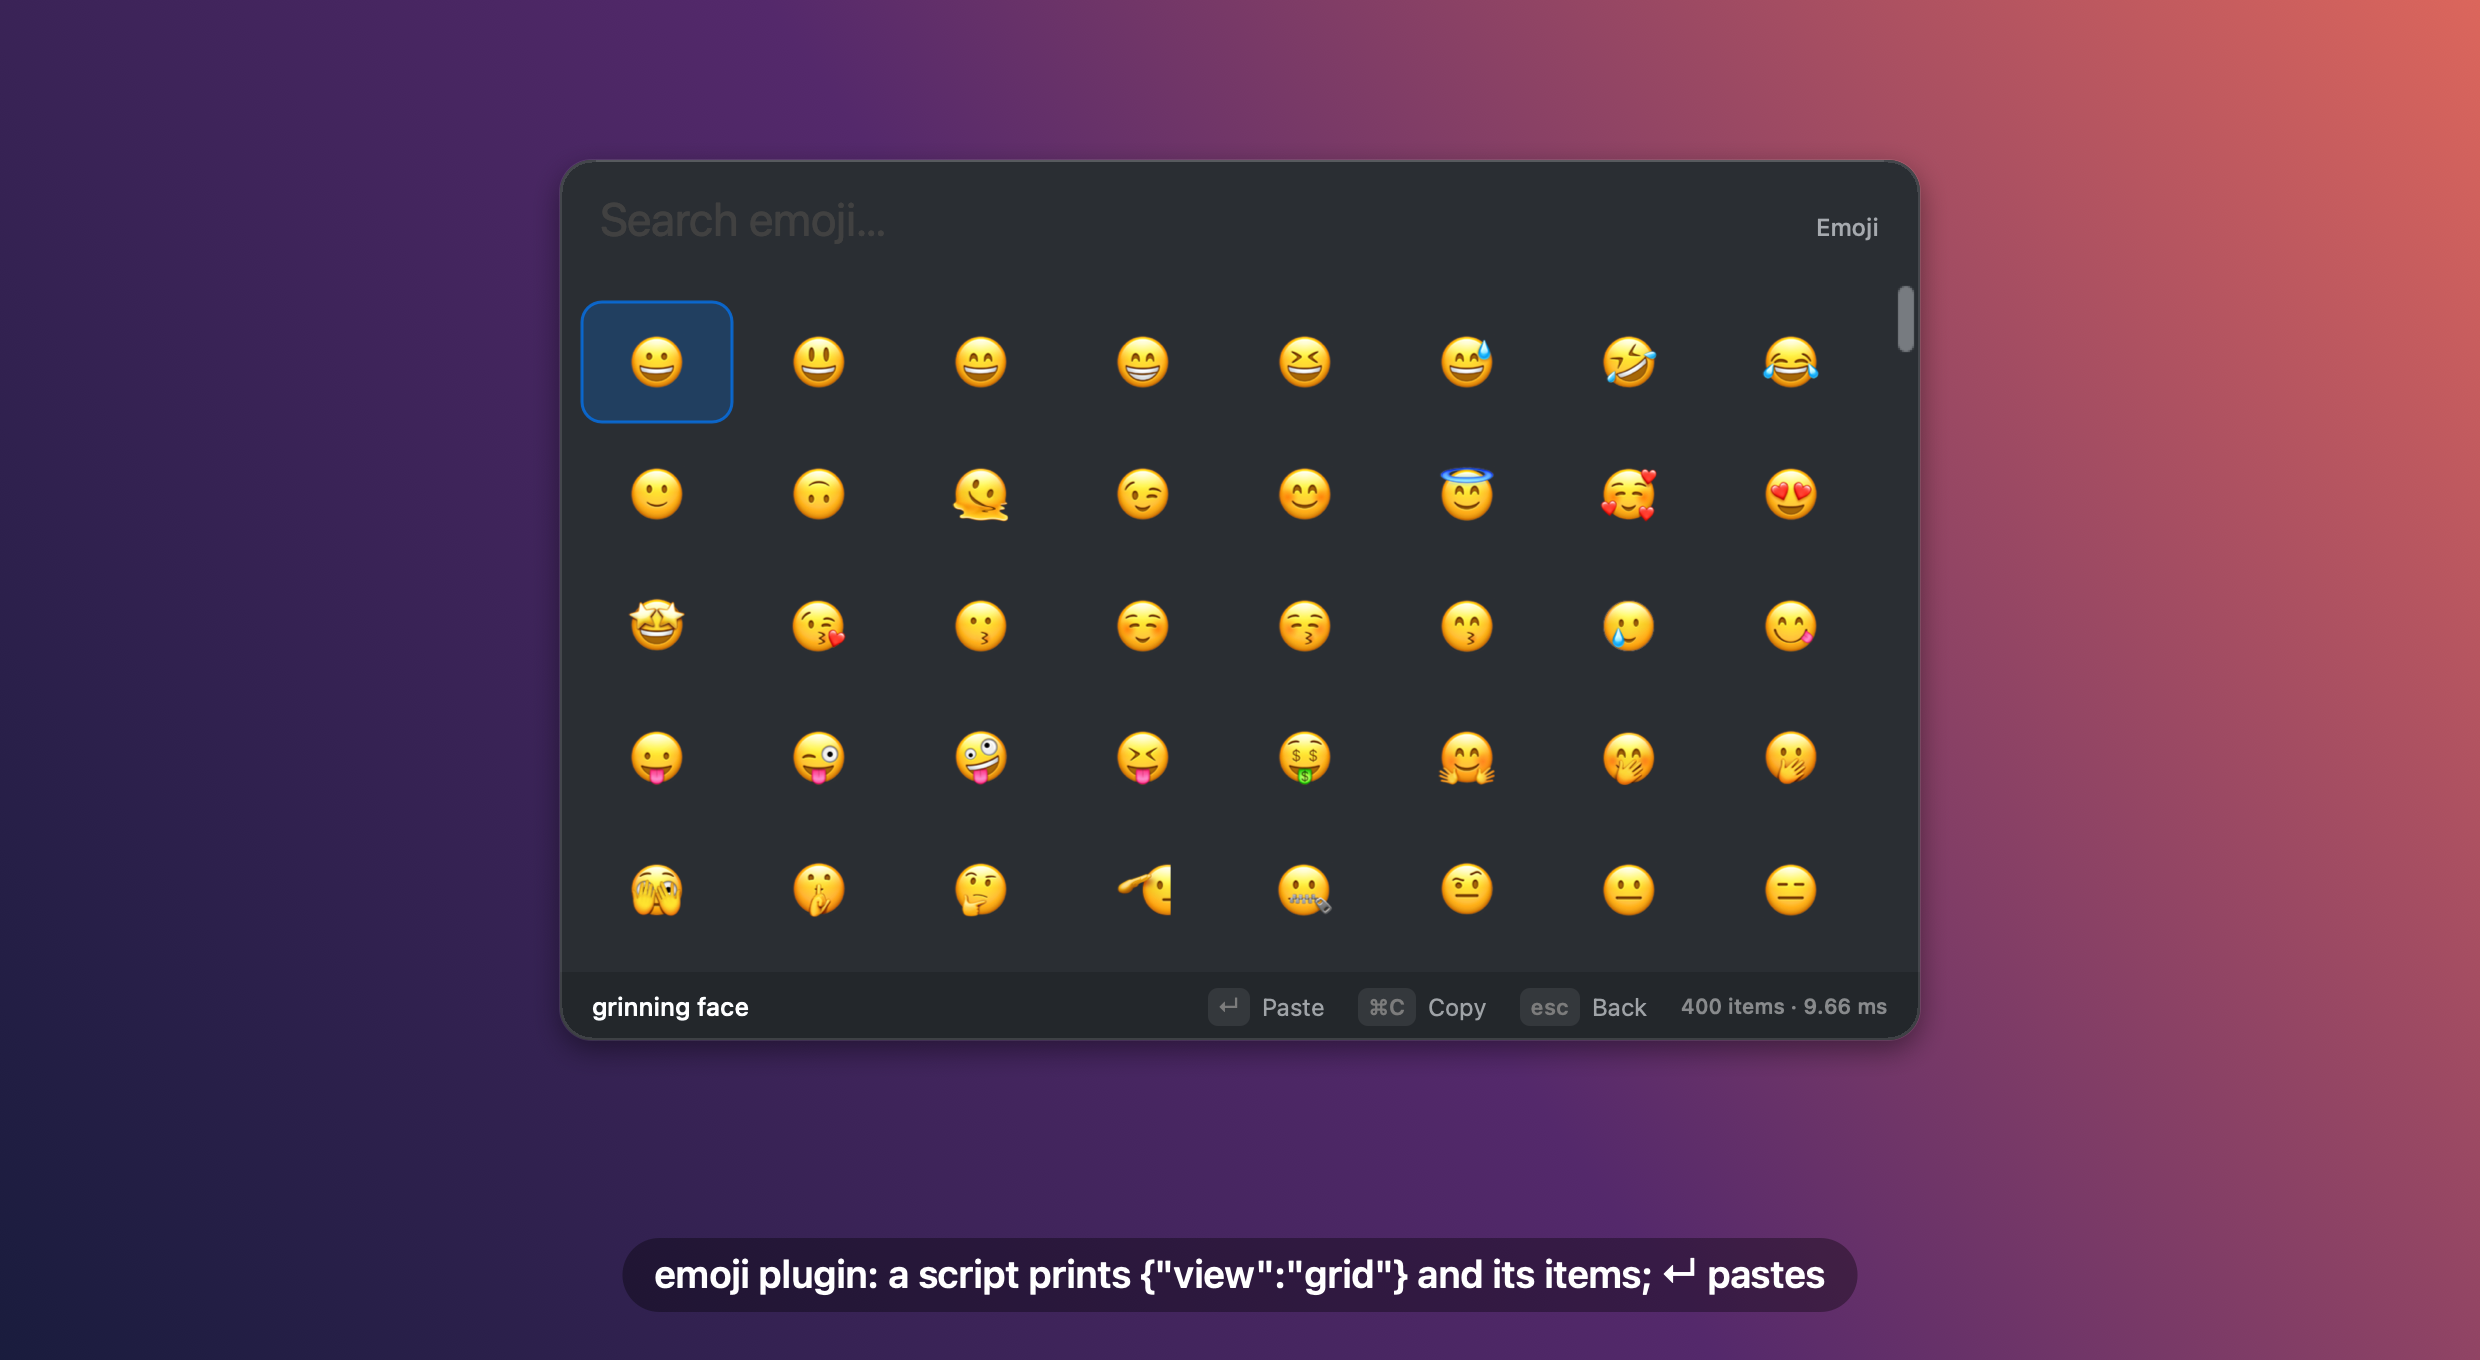 Search emoji...
Emoji
grinning face
↵ Paste
⌘C Copy
esc Back
400 items · 9.66 ms
emoji plugin: a script prints {"view":"grid"} and its items; ↵ pastes